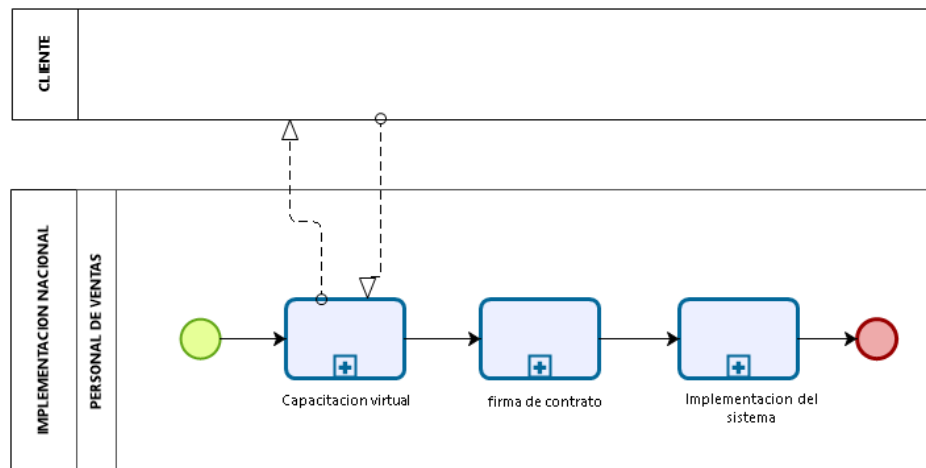 CLIENTE
IMPLEMENTACION NACIONAL
PERSONAL DE VENTAS
Capacitacion virtual
firma de contrato
Implementacion del
sistema